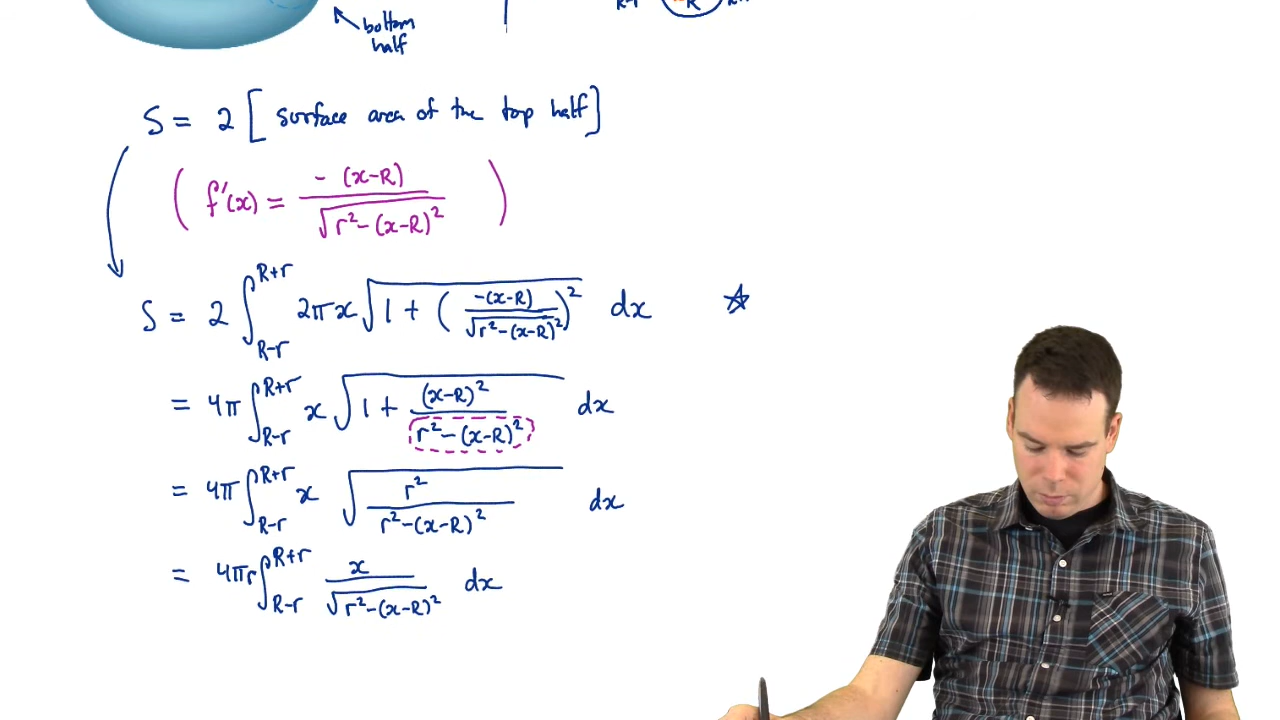 bottom
half
R
S = 2 [ surface area of the top half ]
( f'(x) = -(x-R) / √(r² - (x-R)²) )
S = 2 ∫_{R-r}^{R+r} 2πx √(1 + ( -(x-R) / √(r² - (x-R)²) )²) dx ☆
= 4π ∫_{R-r}^{R+r} x √(1 + (x-R)² / (r² - (x-R)²)) dx
= 4π ∫_{R-r}^{R+r} x √(r² / (r² - (x-R)²)) dx
= 4πr ∫_{R-r}^{R+r} x / √(r² - (x-R)²) dx